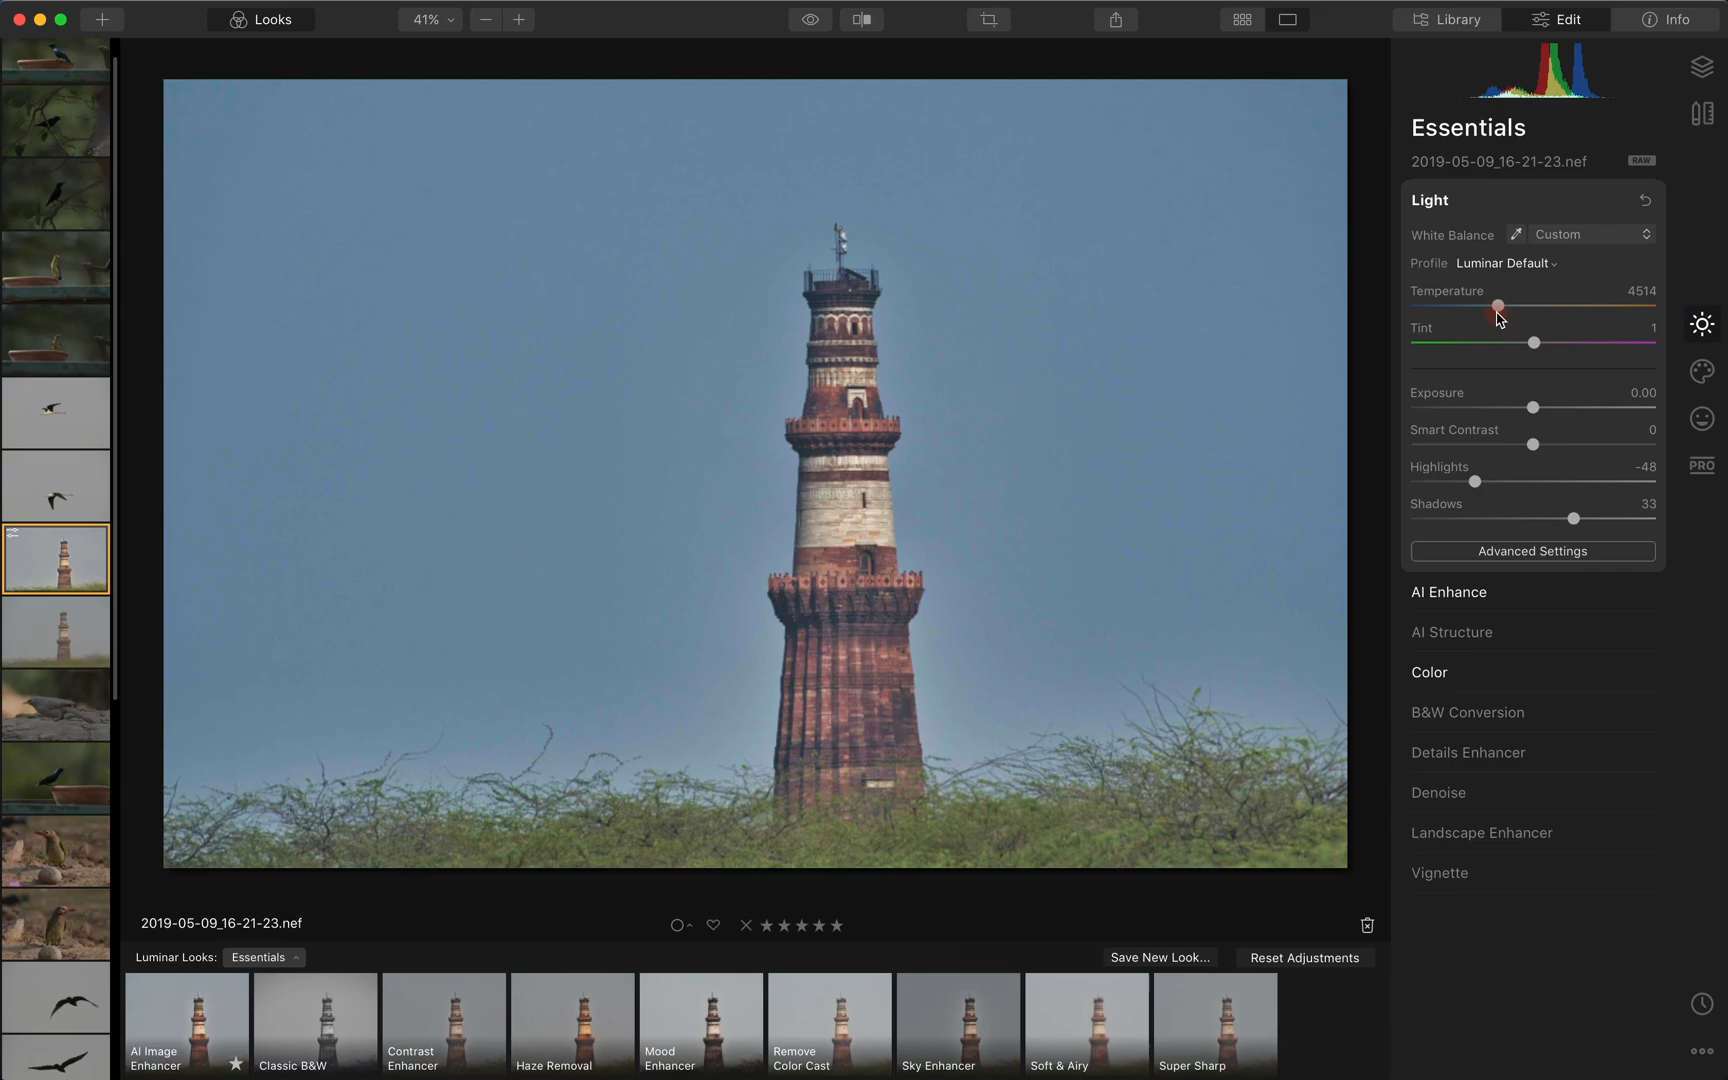 Looks
41%
Library
Edit
Info
Essentials
2019-05-09_16-21-23.nef
RAW
Light
White Balance
Custom
Profile Luminar Default
Temperature 4514
Tint 1
Exposure 0.00
Smart Contrast 0
Highlights -48
Shadows 33
Advanced Settings
AI Enhance
AI Structure
Color
B&W Conversion
Details Enhancer
Denoise
Landscape Enhancer
Vignette
PRO
2019-05-09_16-21-23.nef
Luminar Looks: Essentials
Save New Look...
Reset Adjustments
AI Image
Enhancer
Classic B&W
Contrast
Enhancer
Haze Removal
Mood
Enhancer
Remove
Color Cast
Sky Enhancer
Soft & Airy
Super Sharp